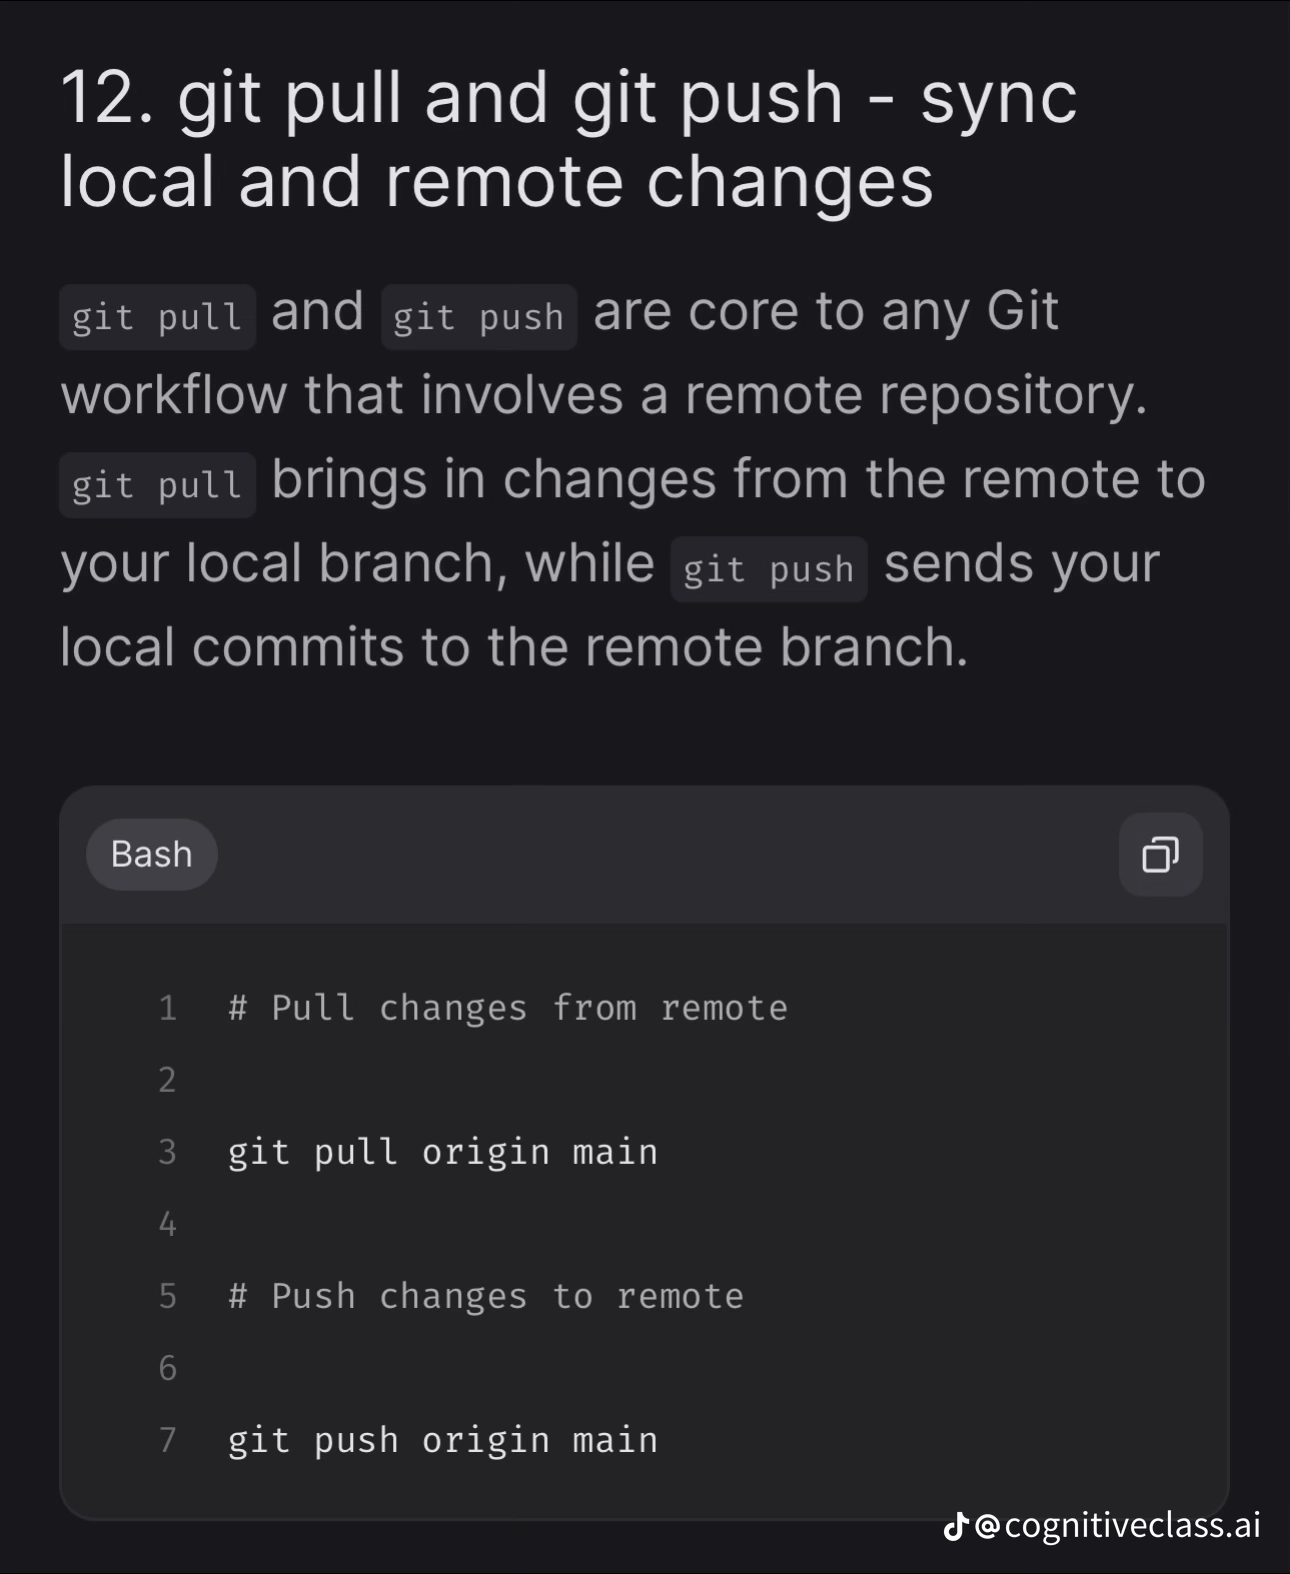 12. git pull and git push - sync
local and remote changes
git pull and git push are core to any Git
workflow that involves a remote repository.
git pull brings in changes from the remote to
your local branch, while git push sends your
local commits to the remote branch.
Bash
1 # Pull changes from remote
2
3 git pull origin main
4
5 # Push changes to remote
6
7 git push origin main
@cognitiveclass.ai